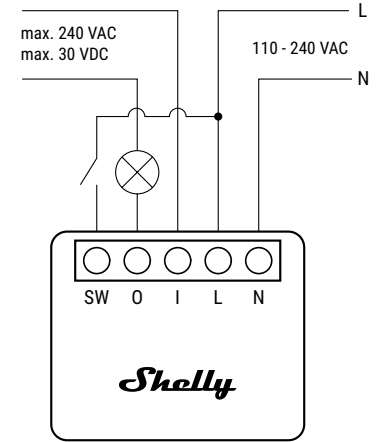 L
max. 240 VAC
max. 30 VDC
110 - 240 VAC
N
SW O I L N
Shelly